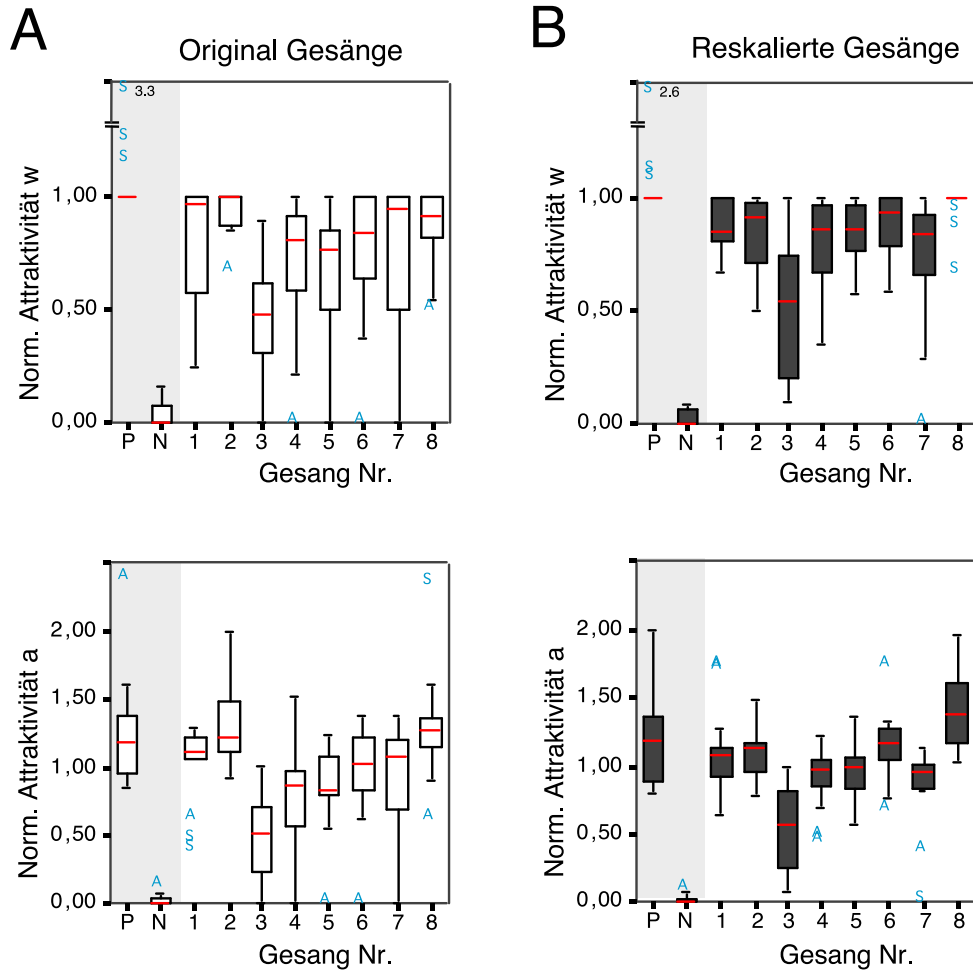 A
Original Gesänge
Norm. Attraktivität w
S 3.3
S
S
A
A
A
A
1,00
0,50
0,00
P N 1 2 3 4 5 6 7 8
Gesang Nr.
B
Reskalierte Gesänge
Norm. Attraktivität w
S 2.6
S
S
S
S
S
A
1,00
0,50
0,00
P N 1 2 3 4 5 6 7 8
Gesang Nr.
Norm. Attraktivität a
A
S
A
A
S
S
A
A
A
2,00
1,50
1,00
0,50
0,00
P N 1 2 3 4 5 6 7 8
Gesang Nr.
Norm. Attraktivität a
A
A
A
A
A
A
A
A
S
2,00
1,50
1,00
0,50
0,00
P N 1 2 3 4 5 6 7 8
Gesang Nr.